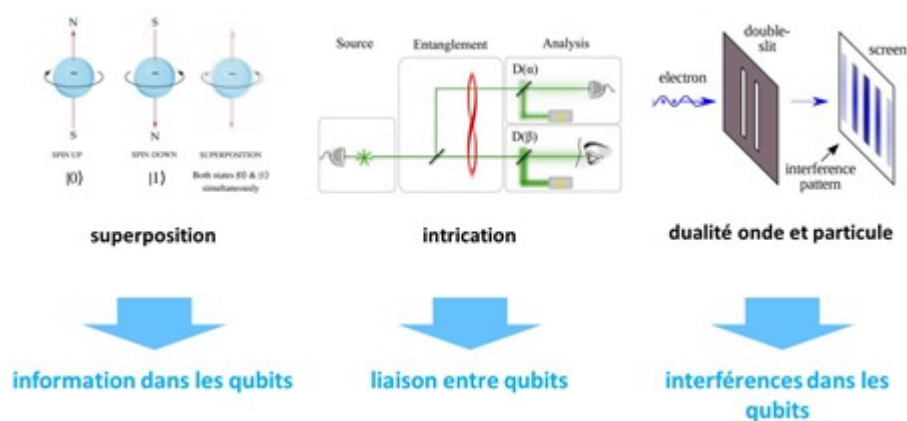 N
S
S
N
SPIN UP
SPIN DOWN
SUPERPOSITION
|0⟩
|1⟩
Both states |0⟩ & |1⟩
simultaneously
superposition
Source
Entanglement
Analysis
D(α)
D(β)
intrication
double-
slit
screen
electron
interference
pattern
dualité onde et particule
information dans les qubits
liaison entre qubits
interférences dans les
qubits